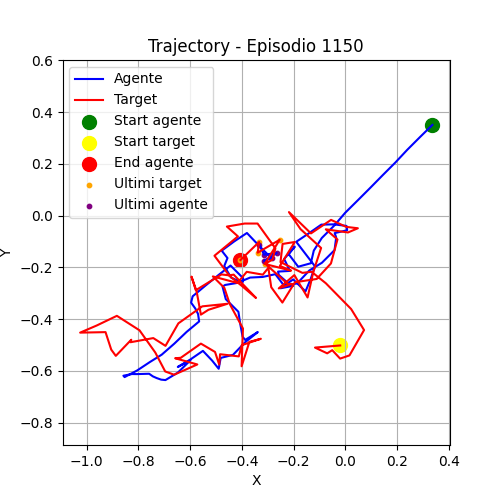 Trajectory - Episodio 1150
Agente
Target
Start agente
Start target
End agente
Ultimi target
Ultimi agente
0.6
0.4
0.2
0.0
−0.2
−0.4
−0.6
−0.8
Y
−1.0 −0.8 −0.6 −0.4 −0.2 0.0 0.2 0.4
X